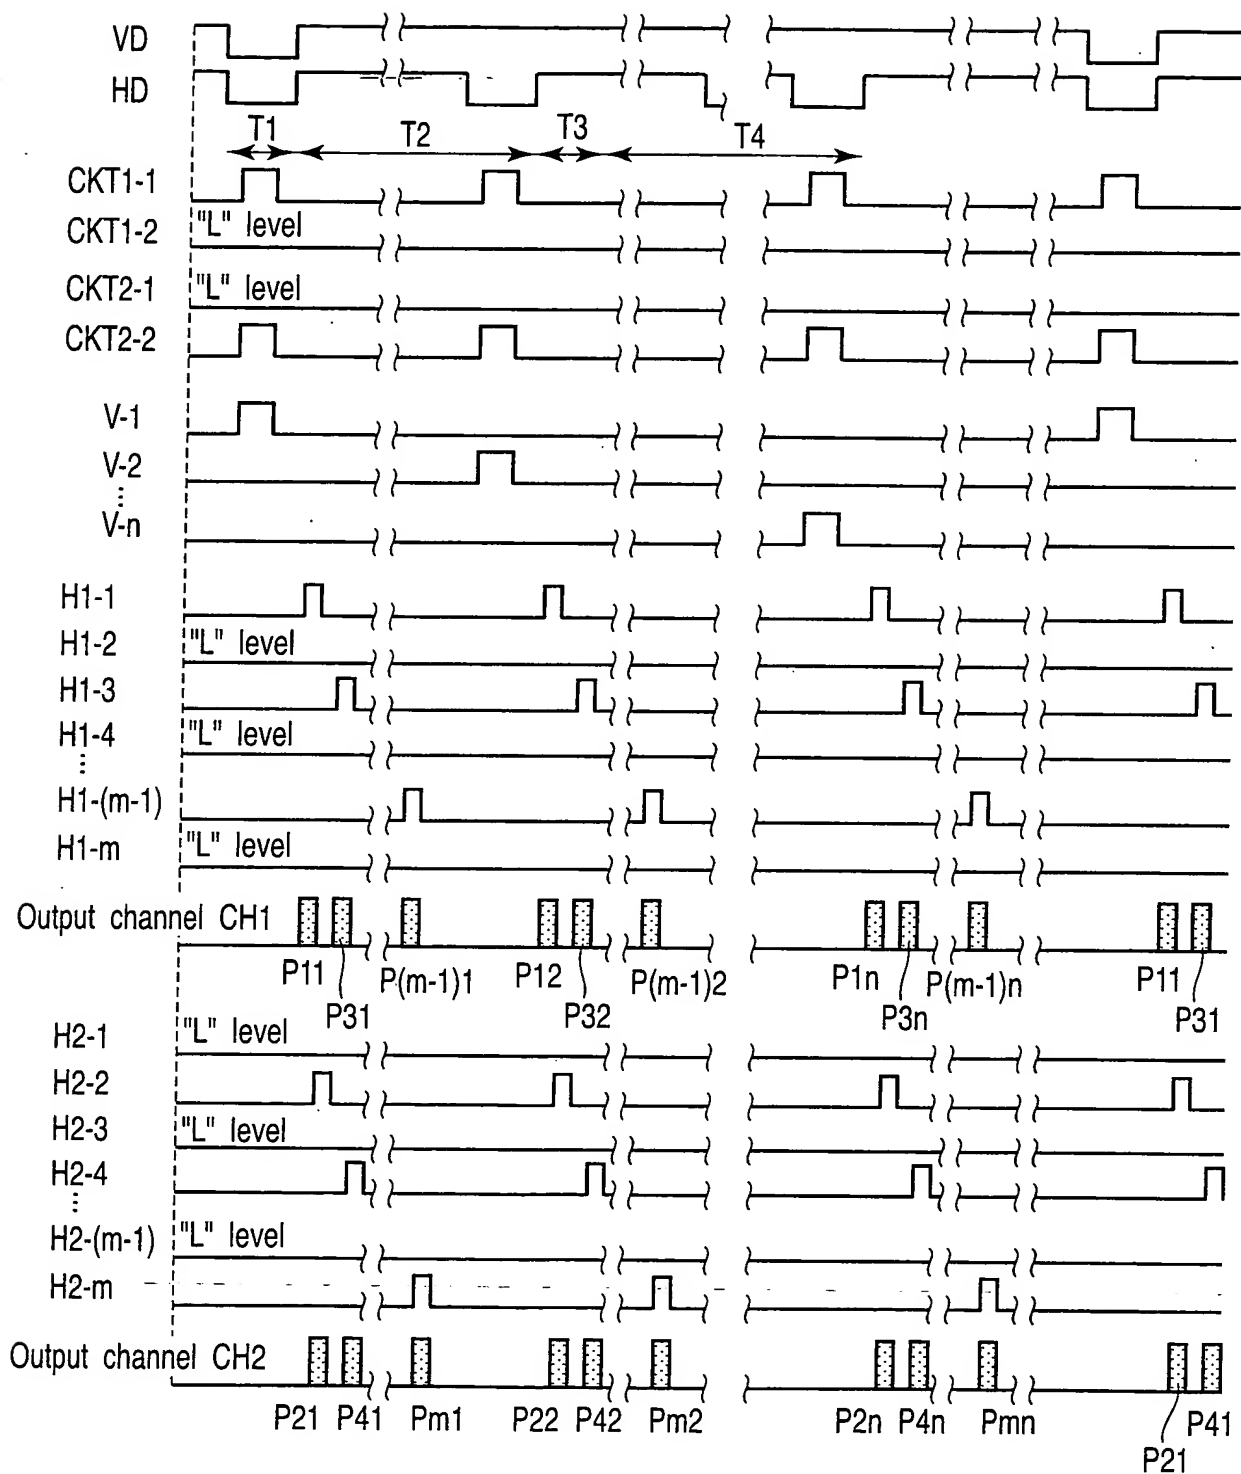 VD
HD
T1 T2 T3 T4
CKT1-1
CKT1-2 "L" level
CKT2-1 "L" level
CKT2-2
V-1
V-2
⋮
V-n
H1-1
H1-2 "L" level
H1-3
H1-4 "L" level
⋮
H1-(m-1)
H1-m "L" level
Output channel CH1
P11 P(m-1)1 P12 P(m-1)2 P1n P(m-1)n P11
P31 P32 P3n P31
H2-1 "L" level
H2-2
H2-3 "L" level
H2-4
⋮
H2-(m-1) "L" level
H2-m
Output channel CH2
P21 P41 Pm1 P22 P42 Pm2 P2n P4n Pmn P41
P21